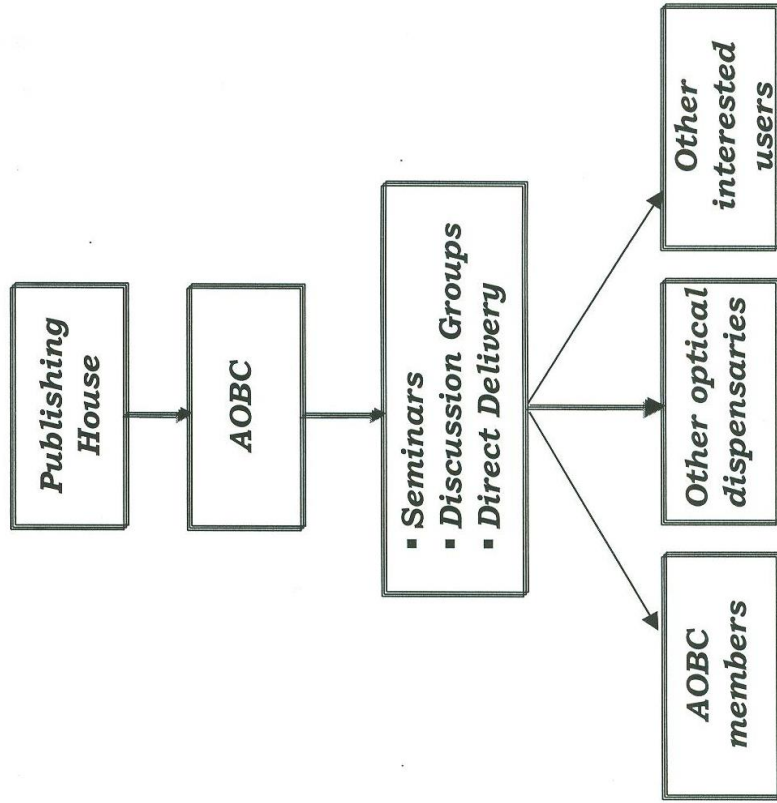 Publishing
House
AOBC
▪ Seminars
▪ Discussion Groups
▪ Direct Delivery
AOBC
members
Other optical
dispensaries
Other
interested
users